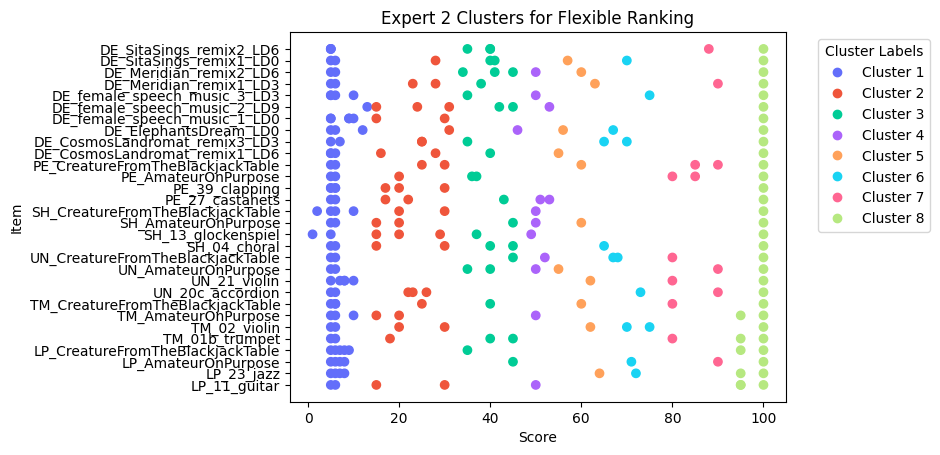 Expert 2 Clusters for Flexible Ranking
DE_SitaSings_remix2_LD6
DE_SitaSings_remix1_LD0
DE_Meridian_remix2_LD6
DE_Meridian_remix1_LD3
DE_female_speech_music_3_LD3
DE_female_speech_music_2_LD9
DE_female_speech_music_1_LD0
DE_ElephantsDream_LD0
DE_CosmosLandromat_remix3_LD3
DE_CosmosLandromat_remix1_LD6
PE_CreatureFromTheBlackjackTable
PE_AmateurOnPurpose
PE_39_clapping
PE_27_castanets
SH_CreatureFromTheBlackjackTable
SH_AmateurOnPurpose
SH_13_glockenspiel
SH_04_choral
UN_CreatureFromTheBlackjackTable
UN_AmateurOnPurpose
UN_21_violin
UN_20c_accordion
TM_CreatureFromTheBlackjackTable
TM_AmateurOnPurpose
TM_02_violin
TM_01b_trumpet
LP_CreatureFromTheBlackjackTable
LP_AmateurOnPurpose
LP_23_jazz
LP_11_guitar
Item
0 20 40 60 80 100
Score
Cluster Labels
Cluster 1
Cluster 2
Cluster 3
Cluster 4
Cluster 5
Cluster 6
Cluster 7
Cluster 8